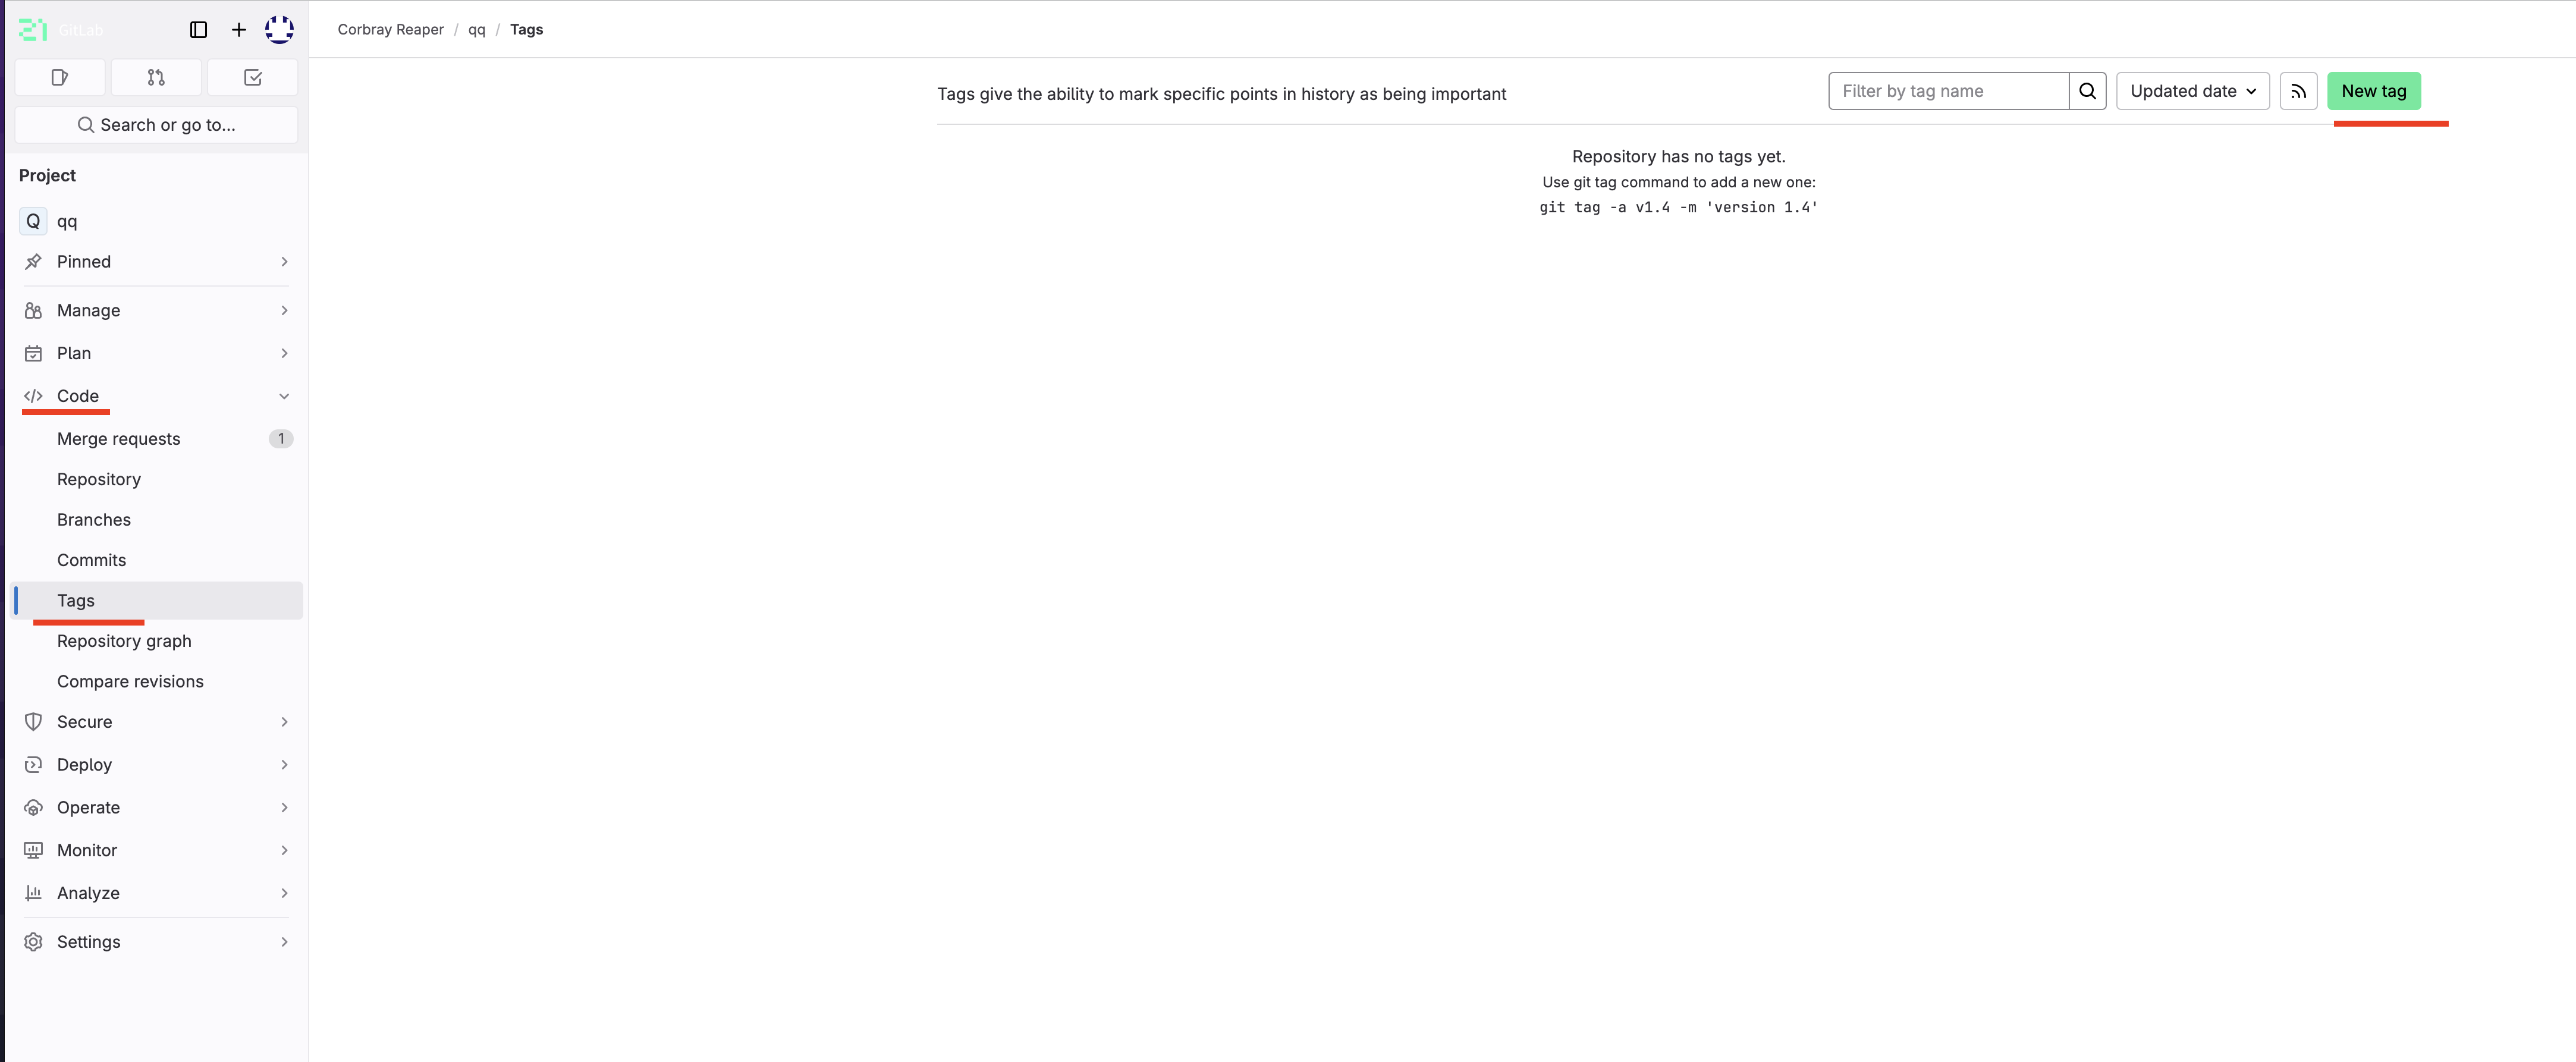 GitLab
Search or go to...
Project
Q qq
Pinned
Manage
Plan
Code
Merge requests 1
Repository
Branches
Commits
Tags
Repository graph
Compare revisions
Secure
Deploy
Operate
Monitor
Analyze
Settings
Corbray Reaper / qq / Tags
Tags give the ability to mark specific points in history as being important
Filter by tag name
Updated date
New tag
Repository has no tags yet.
Use git tag command to add a new one:
git tag -a v1.4 -m 'version 1.4'